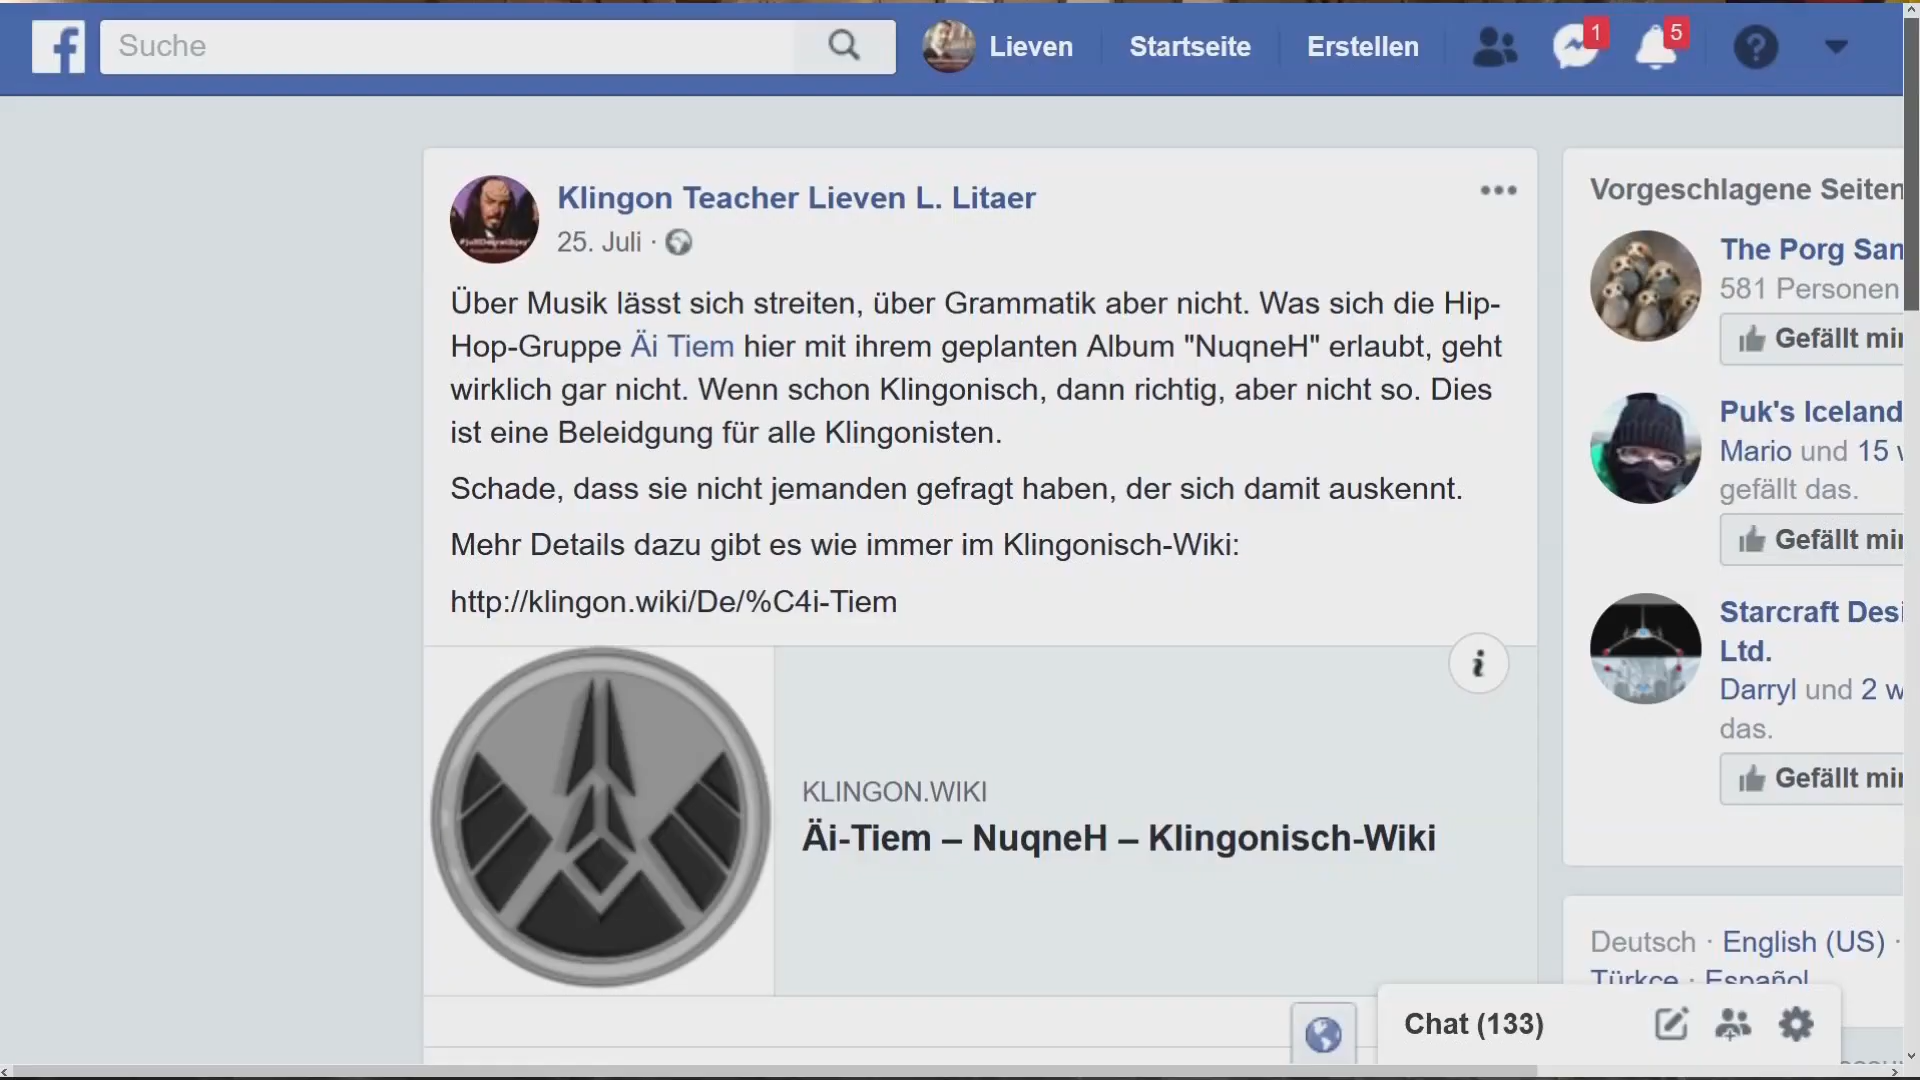 Suche
Lieven
Startseite
Erstellen
1
5
Klingon Teacher Lieven L. Litaer
25. Juli ·
Über Musik lässt sich streiten, über Grammatik aber nicht. Was sich die Hip-
Hop-Gruppe Äi Tiem hier mit ihrem geplanten Album "NuqneH" erlaubt, geht
wirklich gar nicht. Wenn schon Klingonisch, dann richtig, aber nicht so. Dies
ist eine Beleidgung für alle Klingonisten.
Schade, dass sie nicht jemanden gefragt haben, der sich damit auskennt.
Mehr Details dazu gibt es wie immer im Klingonisch-Wiki:
http://klingon.wiki/De/%C4i-Tiem
KLINGON.WIKI
Äi-Tiem – NuqneH – Klingonisch-Wiki
Vorgeschlagene Seiten
The Porg San
581 Personen
Gefällt mir
Puk's Iceland
Mario und 15 w
gefällt das.
Gefällt mir
Starcraft Desi
Ltd.
Darryl und 2 w
das.
Gefällt mir
Deutsch · English (US) ·
Türkçe · Español
Chat (133)